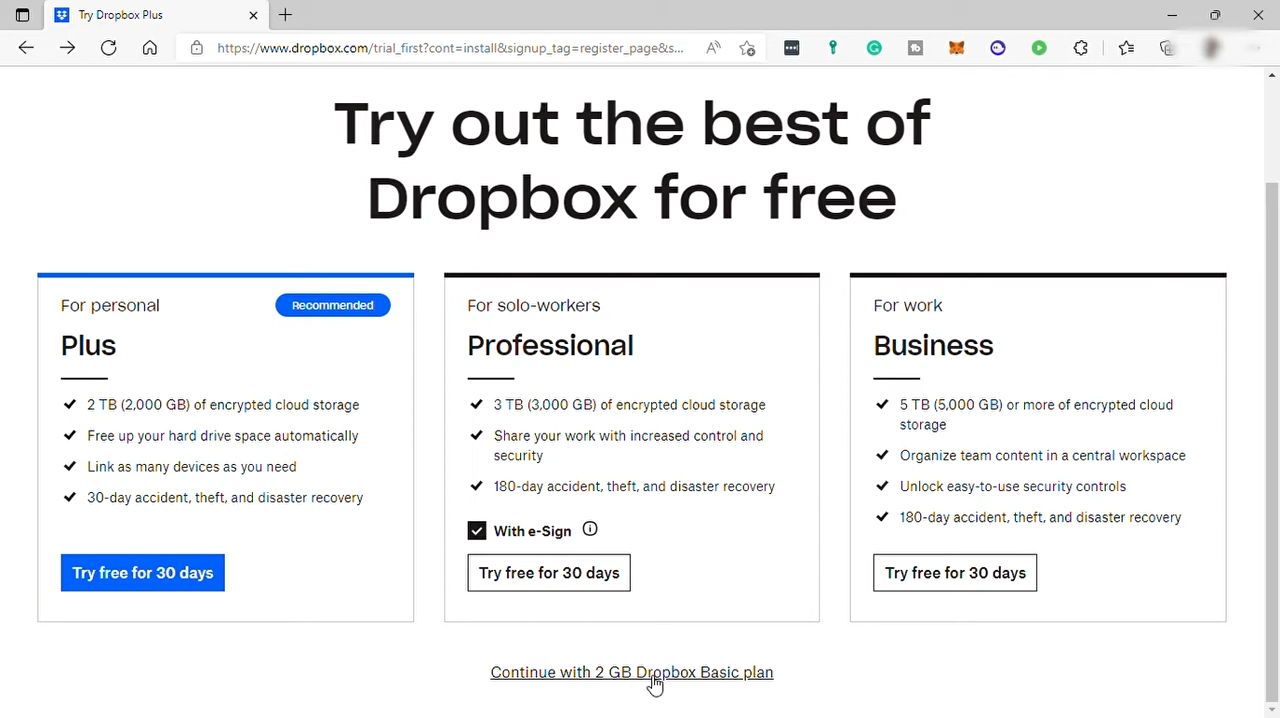 Try Dropbox Plus
https://www.dropbox.com/trial_first?cont=install&signup_tag=register_page&s...
Try out the best of
Dropbox for free
For personal
Recommended
Plus
2 TB (2,000 GB) of encrypted cloud storage
Free up your hard drive space automatically
Link as many devices as you need
30-day accident, theft, and disaster recovery
Try free for 30 days
For solo-workers
Professional
3 TB (3,000 GB) of encrypted cloud storage
Share your work with increased control and
security
180-day accident, theft, and disaster recovery
With e-Sign
Try free for 30 days
For work
Business
5 TB (5,000 GB) or more of encrypted cloud
storage
Organize team content in a central workspace
Unlock easy-to-use security controls
180-day accident, theft, and disaster recovery
Try free for 30 days
Continue with 2 GB Dropbox Basic plan